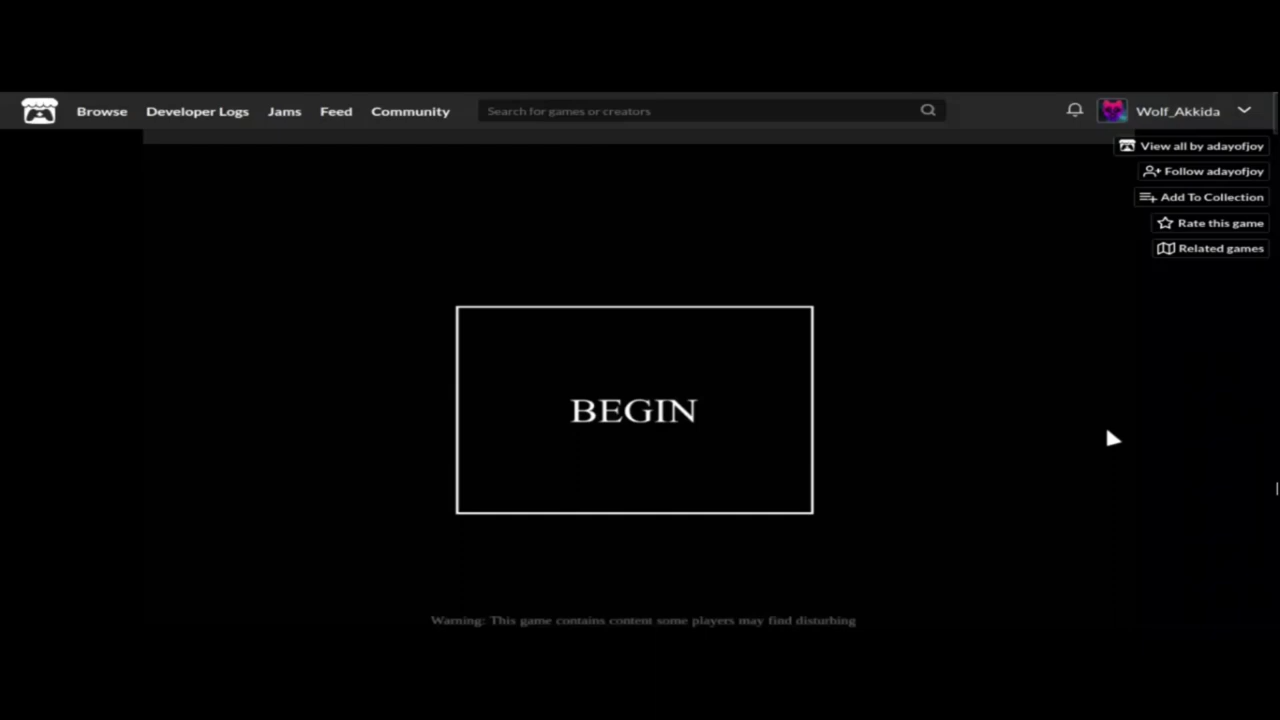 Browse Developer Logs Jams Feed Community Search for games or creators Wolf_Akkida
View all by adayofjoy
Follow adayofjoy
Add To Collection
Rate this game
Related games
BEGIN
Warning: This game contains content some players may find disturbing